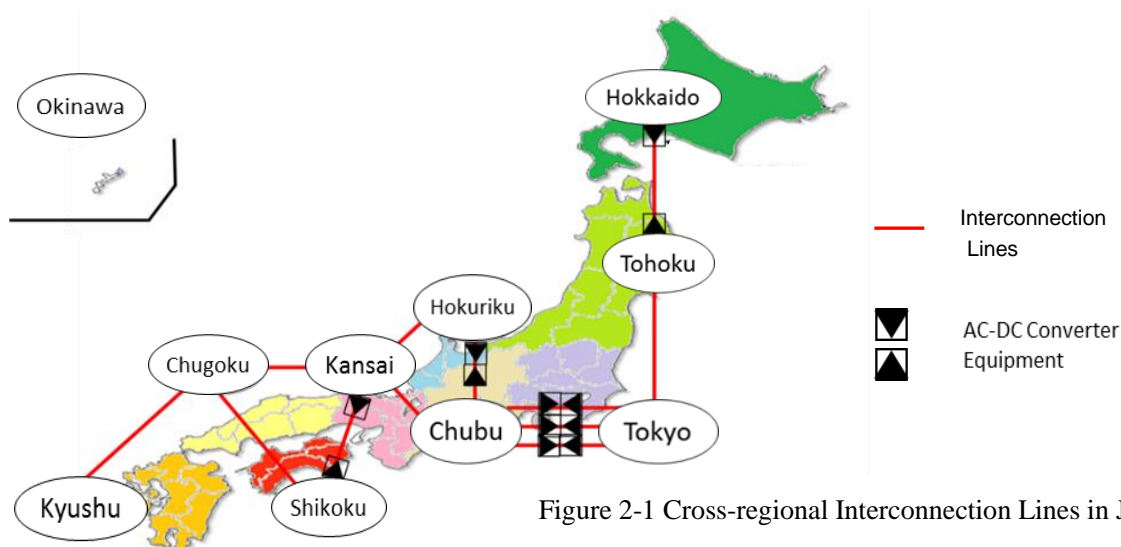 Okinawa
Hokkaido
Interconnection
Lines
Tohoku
Hokuriku
AC-DC Converter
Equipment
Chugoku
Kansai
Chubu
Tokyo
Kyushu
Shikoku
Figure 2-1 Cross-regional Interconnection Lines in J